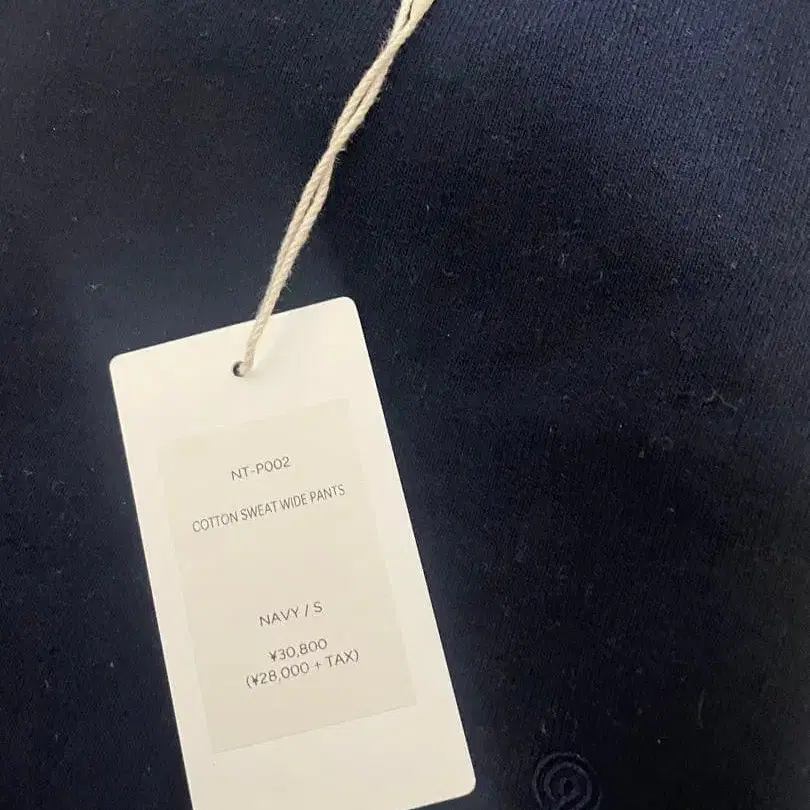 NT-P002
COTTON SWEAT WIDE PANTS
NAVY / S
¥30,800
(¥28,000 + TAX)